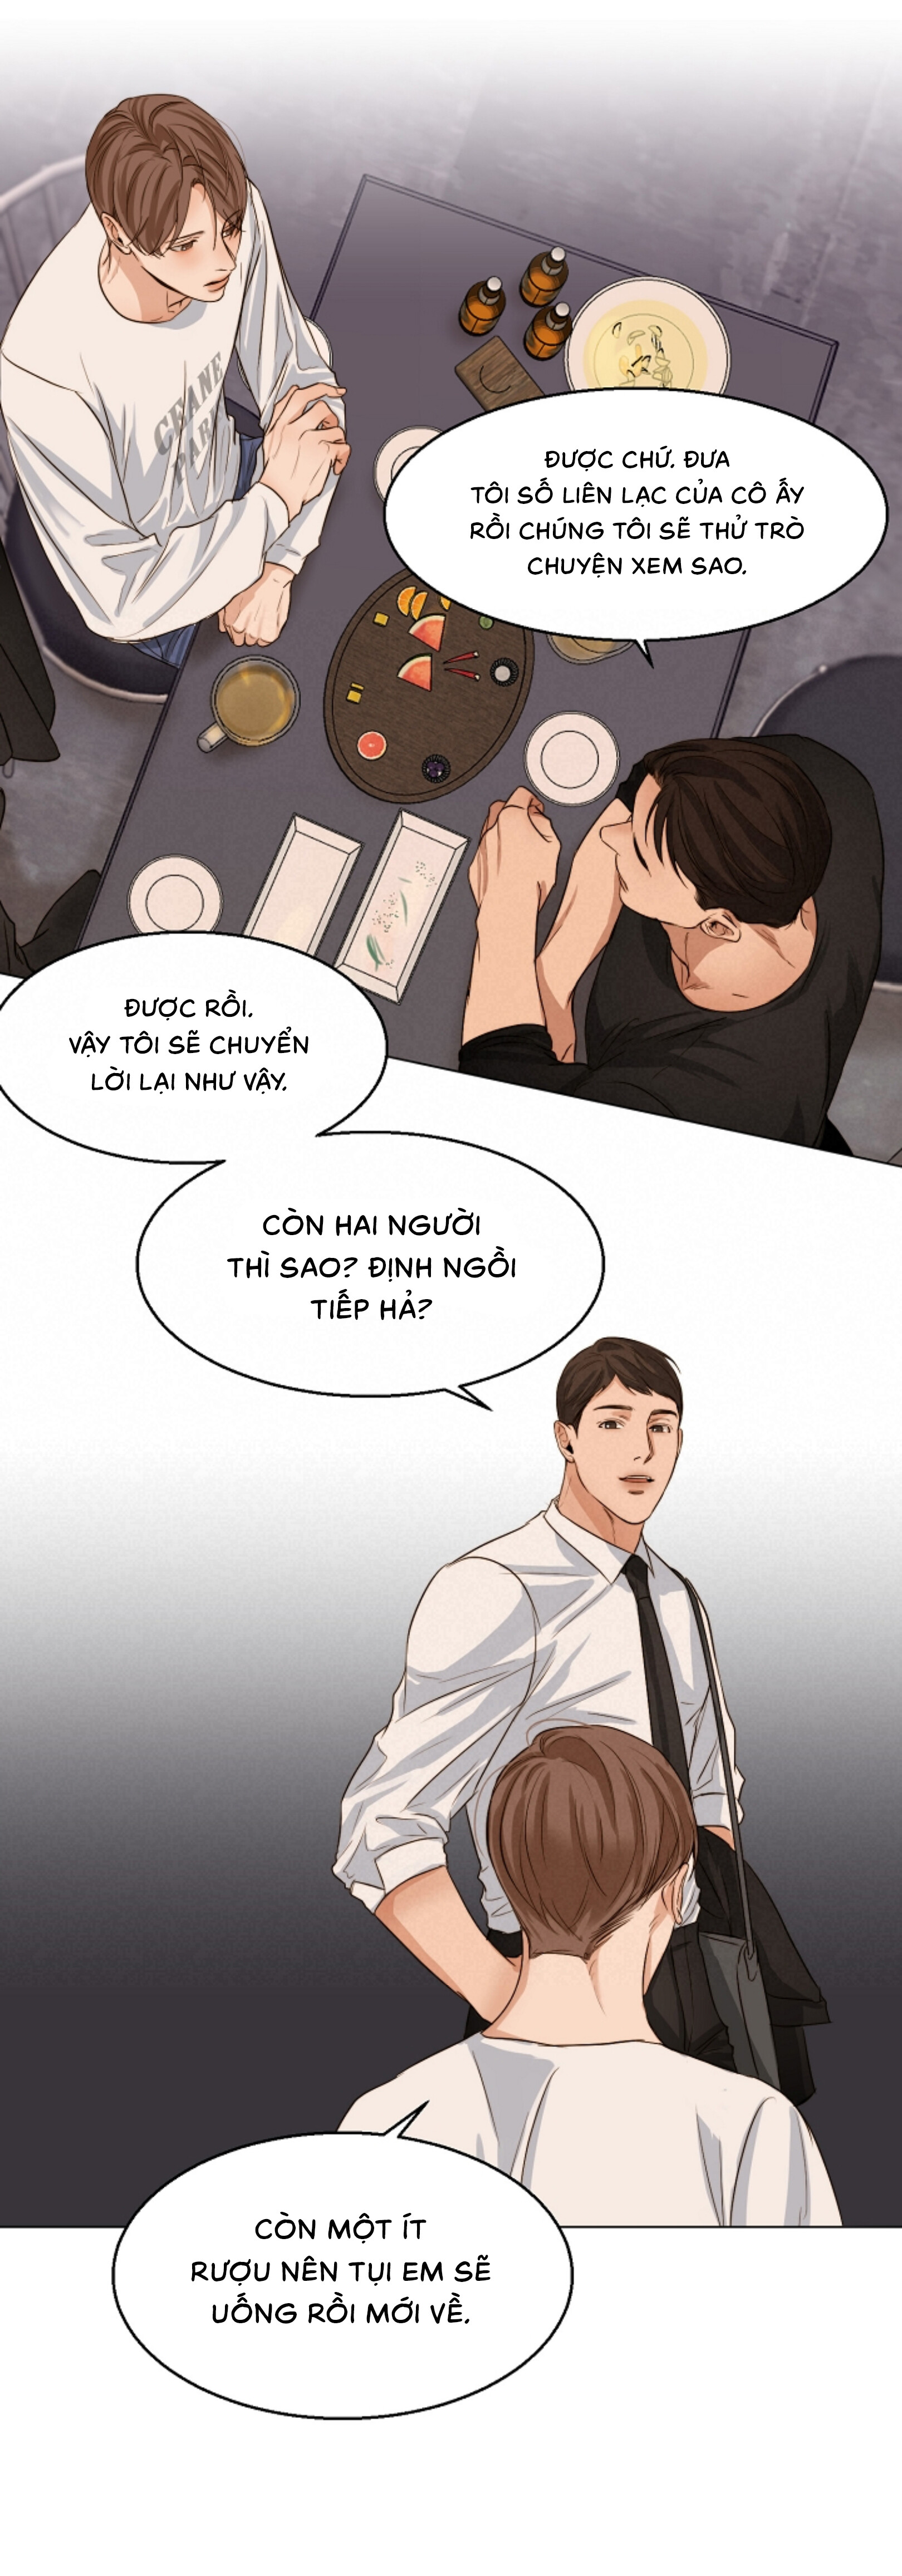 CEANE
PARK
ĐƯỢC CHỨ. ĐƯA
TÔI SỐ LIÊN LẠC CỦA CÔ ẤY
RỒI CHÚNG TÔI SẼ THỬ TRÒ
CHUYỆN XEM SAO.
ĐƯỢC RỒI.
VẬY TÔI SẼ CHUYỂN
LỜI LẠI NHƯ VẬY.
CÒN HAI NGƯỜI
THÌ SAO? ĐỊNH NGỒI
TIẾP HẢ?
CÒN MỘT ÍT
RƯỢU NÊN TỤI EM SẼ
UỐNG RỒI MỚI VỀ.